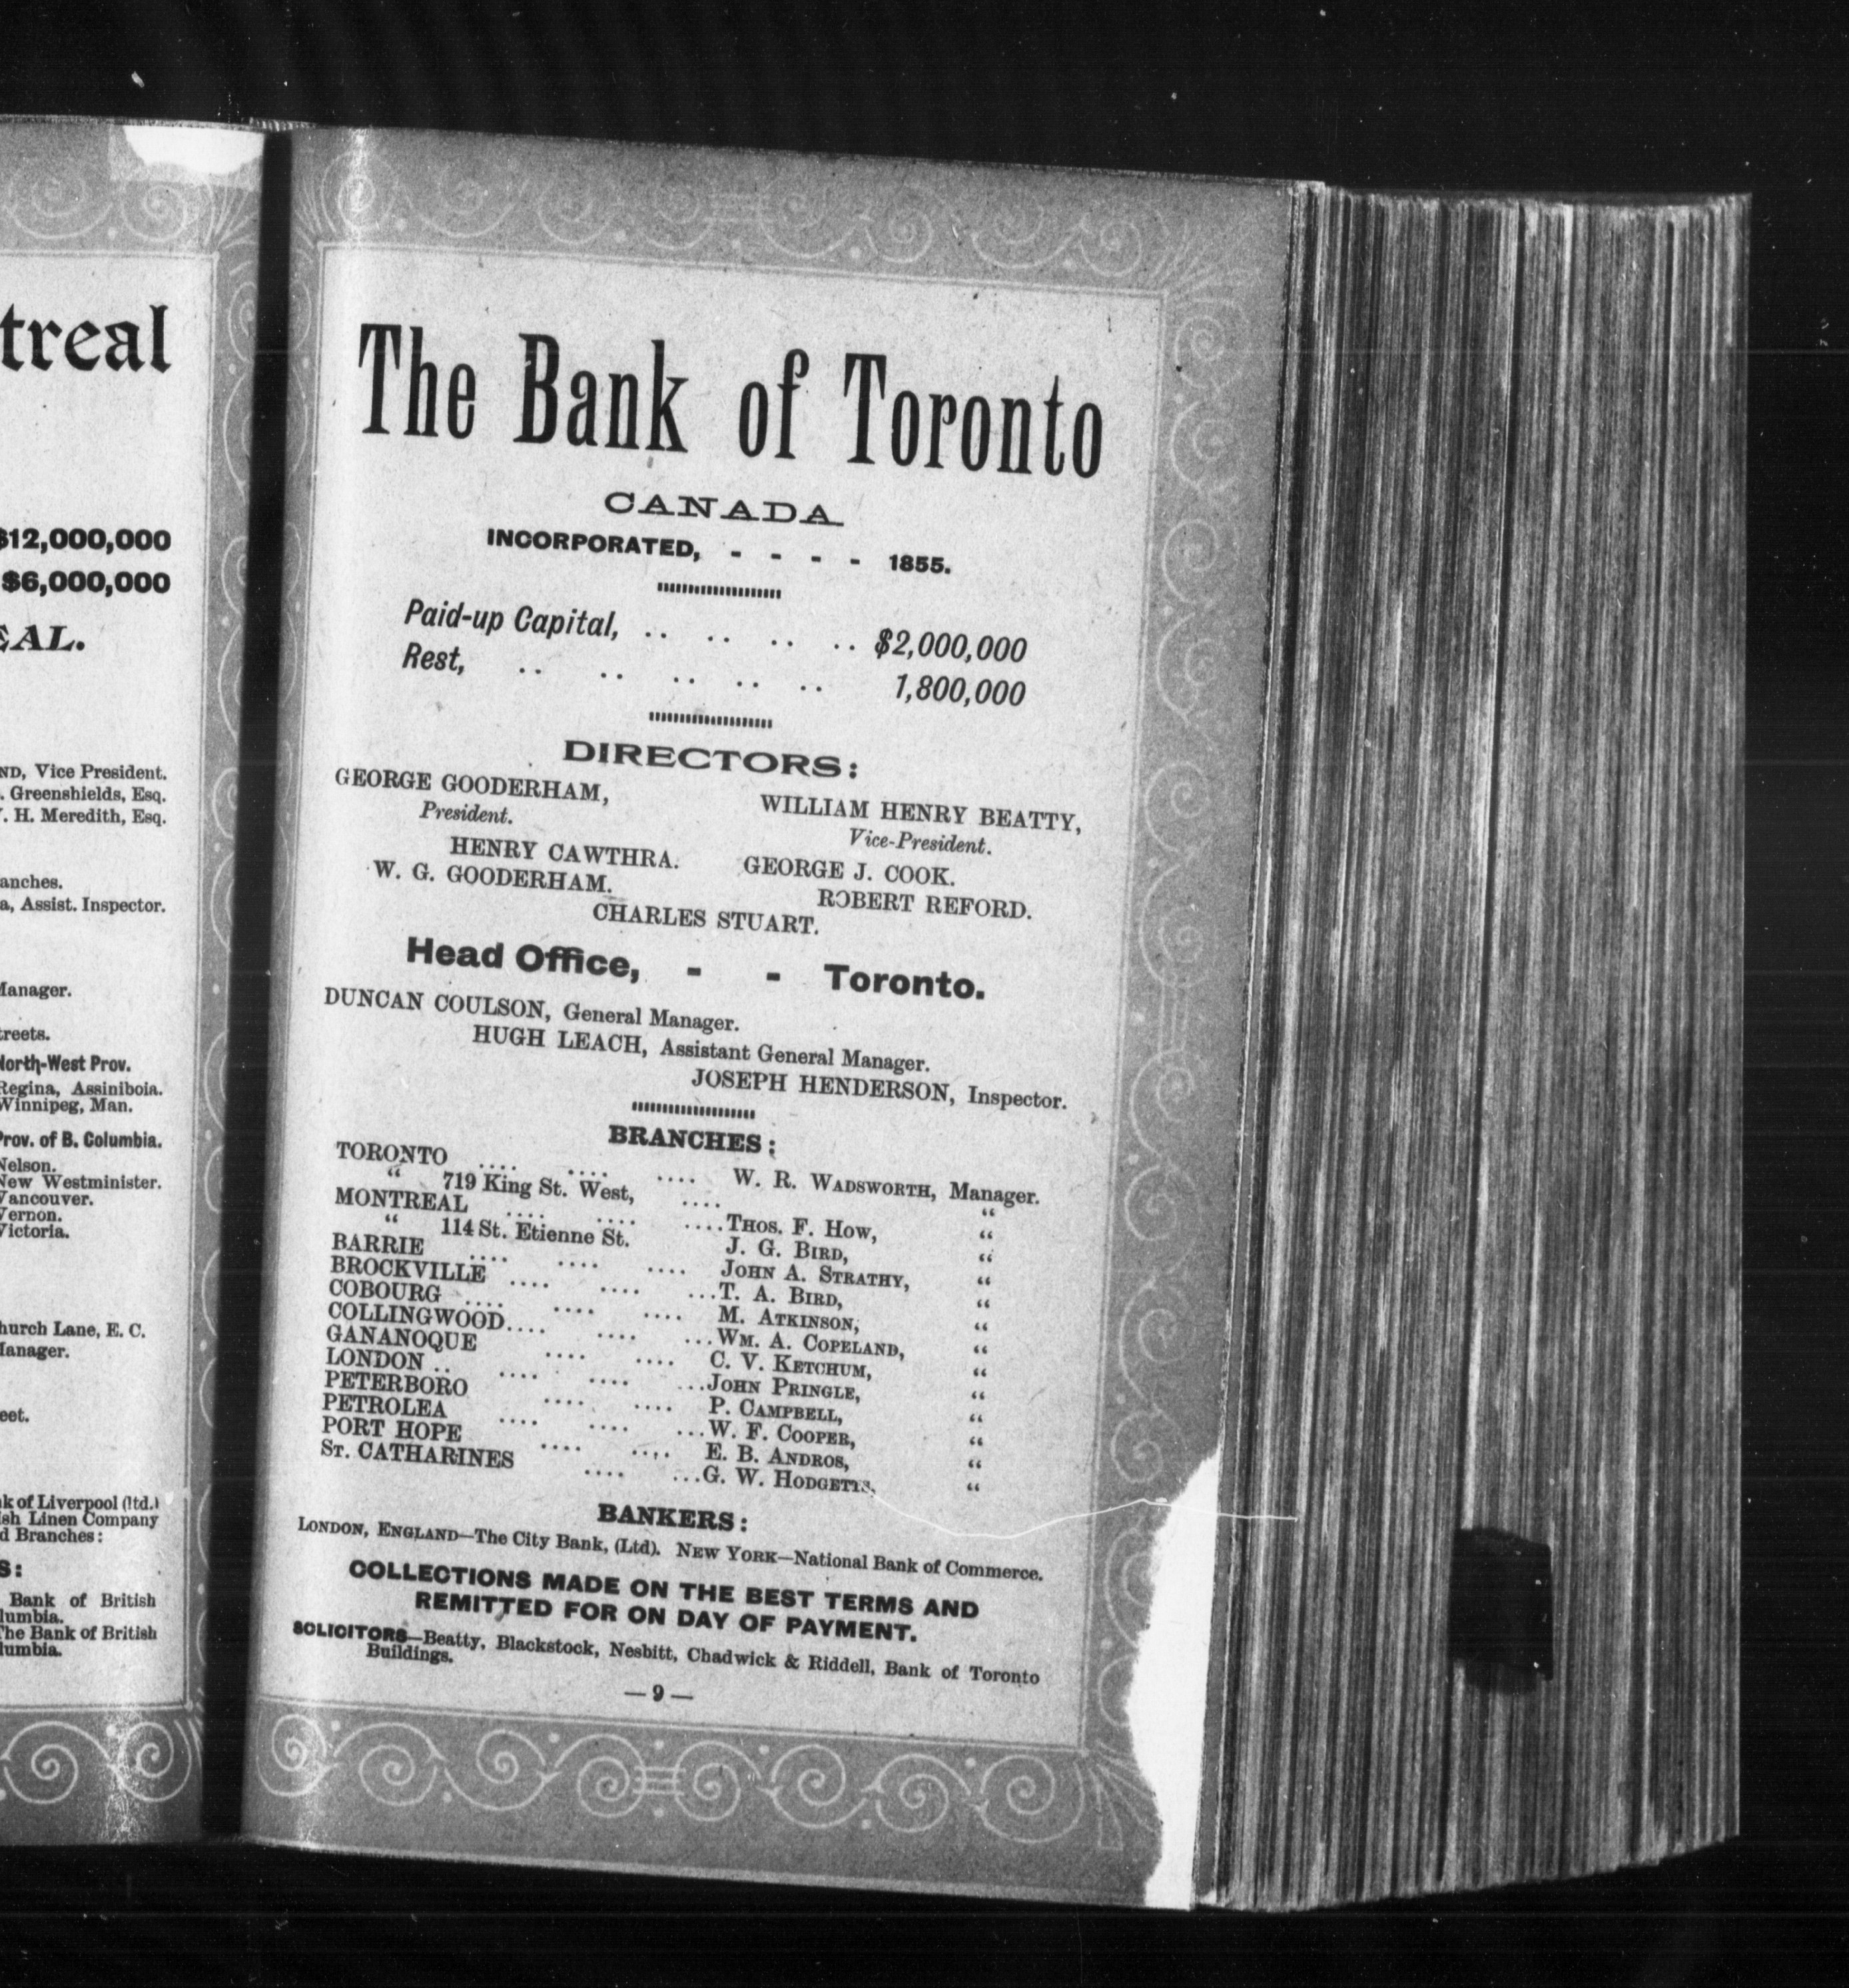 treal
$12,000,000
$6,000,000
EAL.
ND, Vice President.
. Greenshields, Esq.
. H. Meredith, Esq.
anches.
a, Assist. Inspector.
Manager.
treets.
North-West Prov.
Regina, Assiniboia.
Winnipeg, Man.
Prov. of B. Columbia.
Nelson.
New Westminister.
Vancouver.
Vernon.
Victoria.
hurch Lane, E. C.
Manager.
eet.
k of Liverpool (ltd.)
ish Linen Company
d Branches:
S:
Bank of British
lumbia.
The Bank of British
lumbia.
The Bank of Toronto
CANADA
INCORPORATED, - - - - 1855.
Paid-up Capital, .. .. .. .. $2,000,000
Rest, .. .. .. .. .. 1,800,000
DIRECTORS:
GEORGE GOODERHAM, WILLIAM HENRY BEATTY,
President. Vice-President.
HENRY CAWTHRA. GEORGE J. COOK.
W. G. GOODERHAM. ROBERT REFORD.
CHARLES STUART.
Head Office, - - Toronto.
DUNCAN COULSON, General Manager.
HUGH LEACH, Assistant General Manager.
JOSEPH HENDERSON, Inspector.
BRANCHES:
TORONTO .... .... .... W. R. WADSWORTH, Manager.
“ 719 King St. West, .... “
MONTREAL .... .... ....THOS. F. HOW, “
“ 114 St. Etienne St. J. G. BIRD, “
BARRIE .... .... .... JOHN A. STRATHY, “
BROCKVILLE .... .... ...T. A. BIRD, “
COBOURG .... .... .... M. ATKINSON, “
COLLINGWOOD.... .... ...WM. A. COPELAND, “
GANANOQUE .... .... C. V. KETCHUM, “
LONDON .. .... .... ...JOHN PRINGLE, “
PETERBORO .... .... P. CAMPBELL, “
PETROLEA .... .... ...W. F. COOPER, “
PORT HOPE .... .... E. B. ANDROS, “
ST. CATHARINES .... ...G. W. HODGETTS, “
BANKERS:
LONDON, ENGLAND—The City Bank, (Ltd). NEW YORK—National Bank of Commerce.
COLLECTIONS MADE ON THE BEST TERMS AND
REMITTED FOR ON DAY OF PAYMENT.
SOLICITORS—Beatty, Blackstock, Nesbitt, Chadwick & Riddell, Bank of Toronto
Buildings.
— 9 —